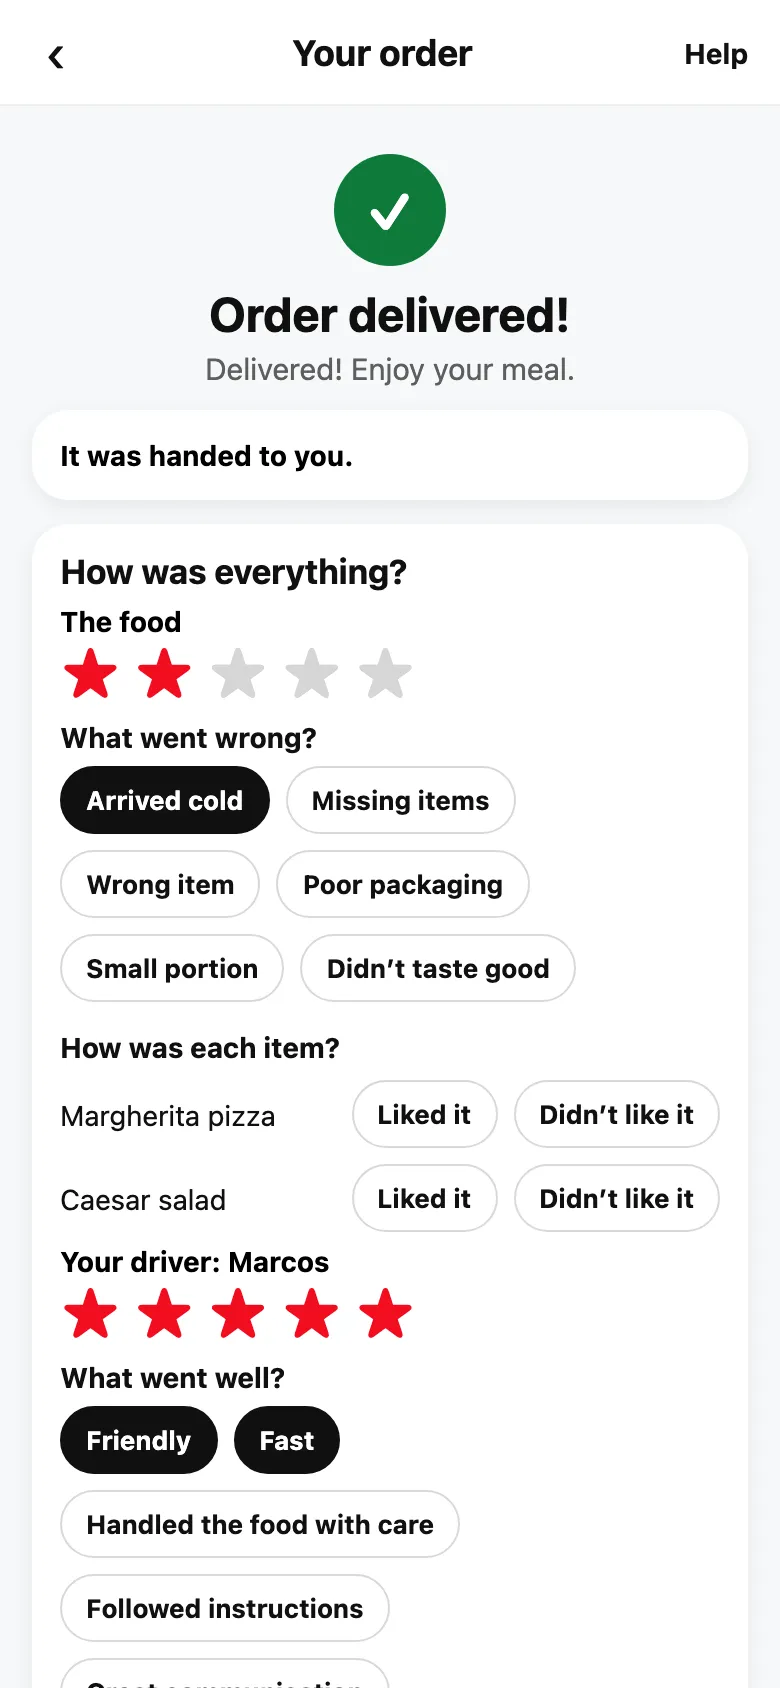 Your order
Help
Order delivered!
Delivered! Enjoy your meal.
It was handed to you.
How was everything?
The food
What went wrong?
Arrived cold
Missing items
Wrong item
Poor packaging
Small portion
Didn’t taste good
How was each item?
Margherita pizza
Liked it
Didn’t like it
Caesar salad
Liked it
Didn’t like it
Your driver: Marcos
What went well?
Friendly
Fast
Handled the food with care
Followed instructions